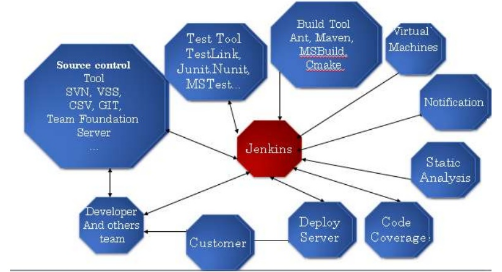 Source control
Tool
SVN, VSS,
CSV, GIT,
Team Foundation
Server
...
Test Tool
TestLink,
Junit.Nunit,
MSTest...
Build Tool
Ant, Maven,
MSBuild,
Cmake
Virtual
Machines
Notification
Jenkins
Static
Analysis
Developer
And others
team
Customer
Deploy
Server
Code
Coverage